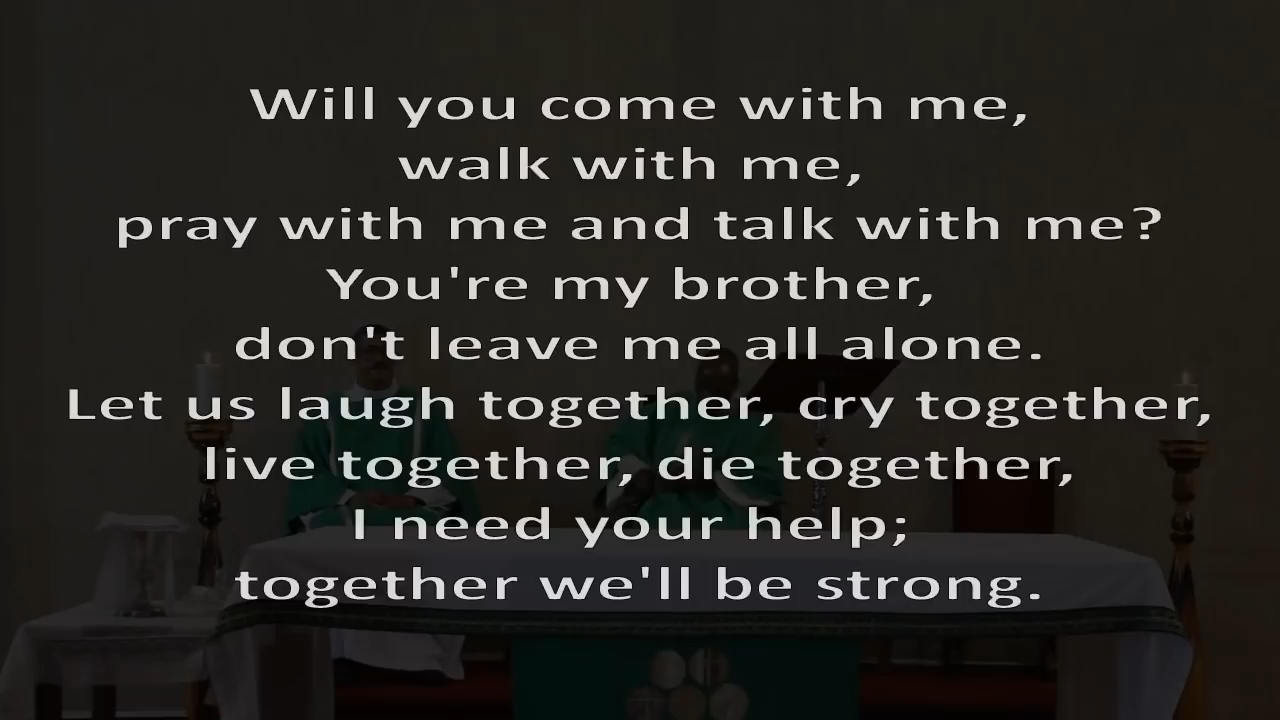 Will you come with me,
walk with me,
pray with me and talk with me?
You're my brother,
don't leave me all alone.
Let us laugh together, cry together,
live together, die together,
I need your help;
together we'll be strong.